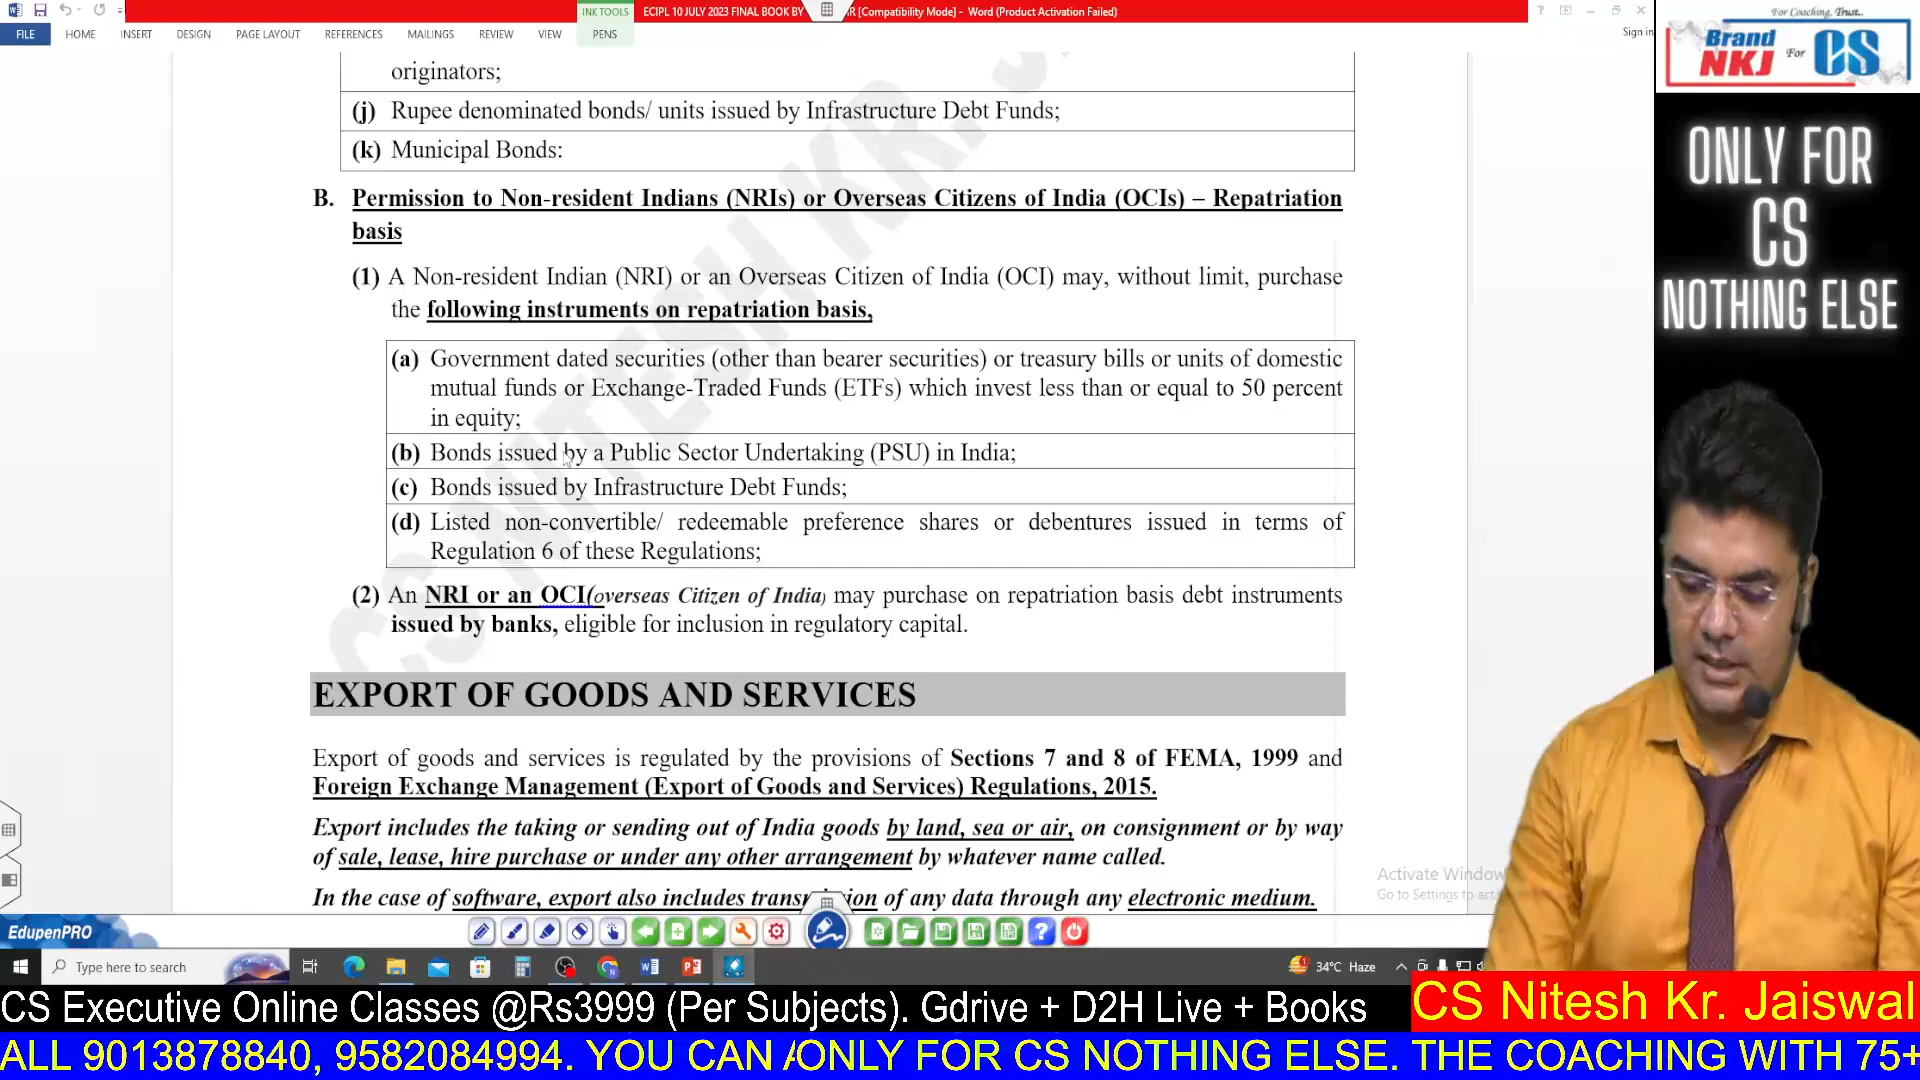 INK TOOLS
ECIPL 10 JULY 2023 FINAL BOOK BY
R [Compatibility Mode] - Word (Product Activation Failed)
FILE
HOME
INSERT
DESIGN
PAGE LAYOUT
REFERENCES
MAILINGS
REVIEW
VIEW
PENS
Sign in
For Coaching, Trust..
Brand
NKJ
For
CS
ONLY FOR
CS
NOTHING ELSE
originators;
(j) Rupee denominated bonds/ units issued by Infrastructure Debt Funds;
(k) Municipal Bonds:
B. Permission to Non-resident Indians (NRIs) or Overseas Citizens of India (OCIs) – Repatriation
basis
(1) A Non-resident Indian (NRI) or an Overseas Citizen of India (OCI) may, without limit, purchase
the following instruments on repatriation basis,
(a) Government dated securities (other than bearer securities) or treasury bills or units of domestic
mutual funds or Exchange-Traded Funds (ETFs) which invest less than or equal to 50 percent
in equity;
(b) Bonds issued by a Public Sector Undertaking (PSU) in India;
(c) Bonds issued by Infrastructure Debt Funds;
(d) Listed non-convertible/ redeemable preference shares or debentures issued in terms of
Regulation 6 of these Regulations;
(2) An NRI or an OCI(overseas Citizen of India) may purchase on repatriation basis debt instruments
issued by banks, eligible for inclusion in regulatory capital.
CS NITESH KR.
EXPORT OF GOODS AND SERVICES
Export of goods and services is regulated by the provisions of Sections 7 and 8 of FEMA, 1999 and
Foreign Exchange Management (Export of Goods and Services) Regulations, 2015.
Export includes the taking or sending out of India goods by land, sea or air, on consignment or by way
of sale, lease, hire purchase or under any other arrangement by whatever name called.
In the case of software, export also includes of any data through any electronic medium.
Activate Window
Go to Settings to acti
EdupenPRO
Type here to search
34°C Haze
CS Executive Online Classes @Rs3999 (Per Subjects). Gdrive + D2H Live + Books
CS Nitesh Kr. Jaiswal
ALL 9013878840, 9582084994. YOU CAN
ONLY FOR CS NOTHING ELSE. THE COACHING WITH 75+